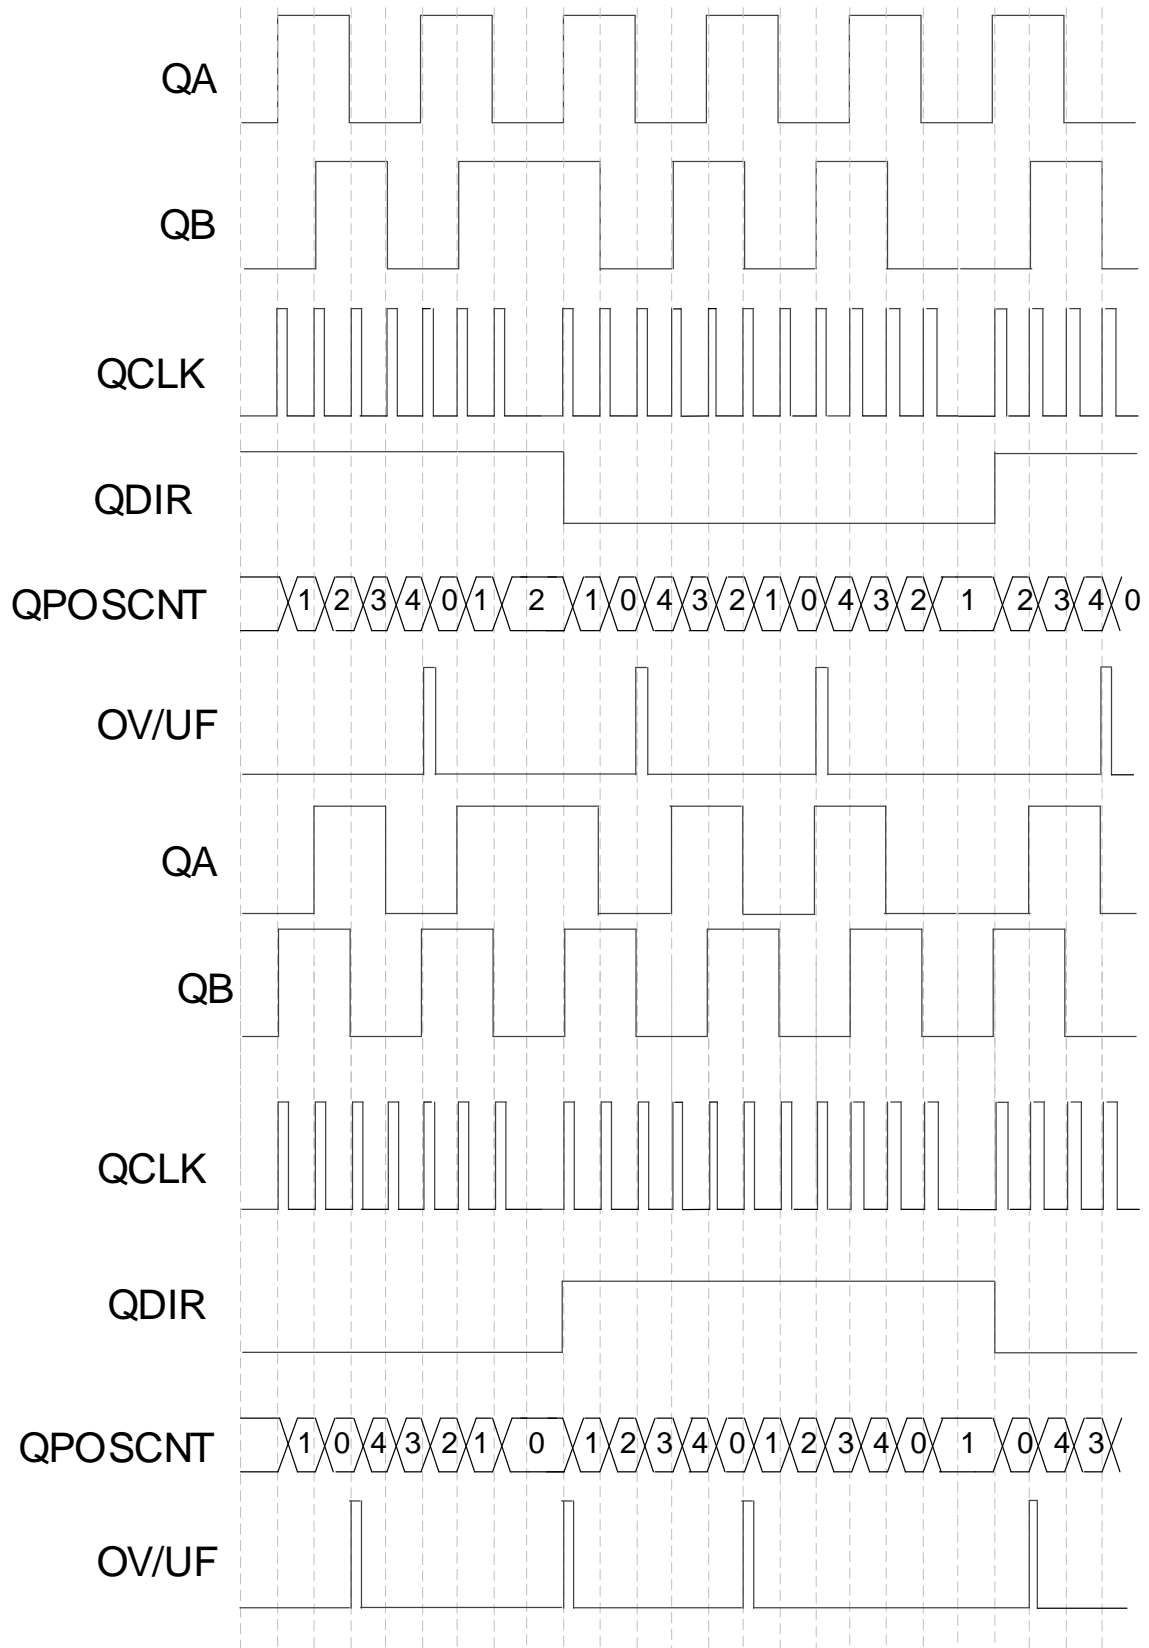 QA
QB
QCLK
QDIR
QPOSCNT 1 2 3 4 0 1 2 1 0 4 3 2 1 0 4 3 2 1 2 3 4 0
OV/UF
QA
QB
QCLK
QDIR
QPOSCNT 1 0 4 3 2 1 0 1 2 3 4 0 1 2 3 4 0 1 0 4 3
OV/UF